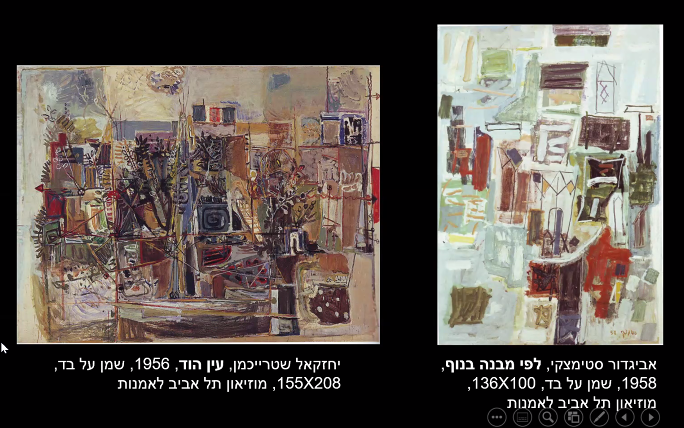 אביגדור סטימצקי, לפי מבנה בנוף,
1958, שמן על בד, 136X100,
מוזיאון תל אביב לאמנות
יחזקאל שטרייכמן, עין הוד, 1956, שמן על בד,
155X208, מוזיאון תל אביב לאמנות